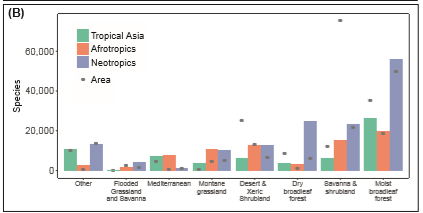 (B)
Tropical Asia
Afrotropics
Neotropics
Area
Species
60,000
40,000
20,000
0
Other
Flooded
Grassland
and Savanna
Mediterranean
Montane
grassland
Desert &
Xeric
Shrubland
Dry
broadleaf
forest
Savanna &
shrubland
Moist
broadleaf
forest